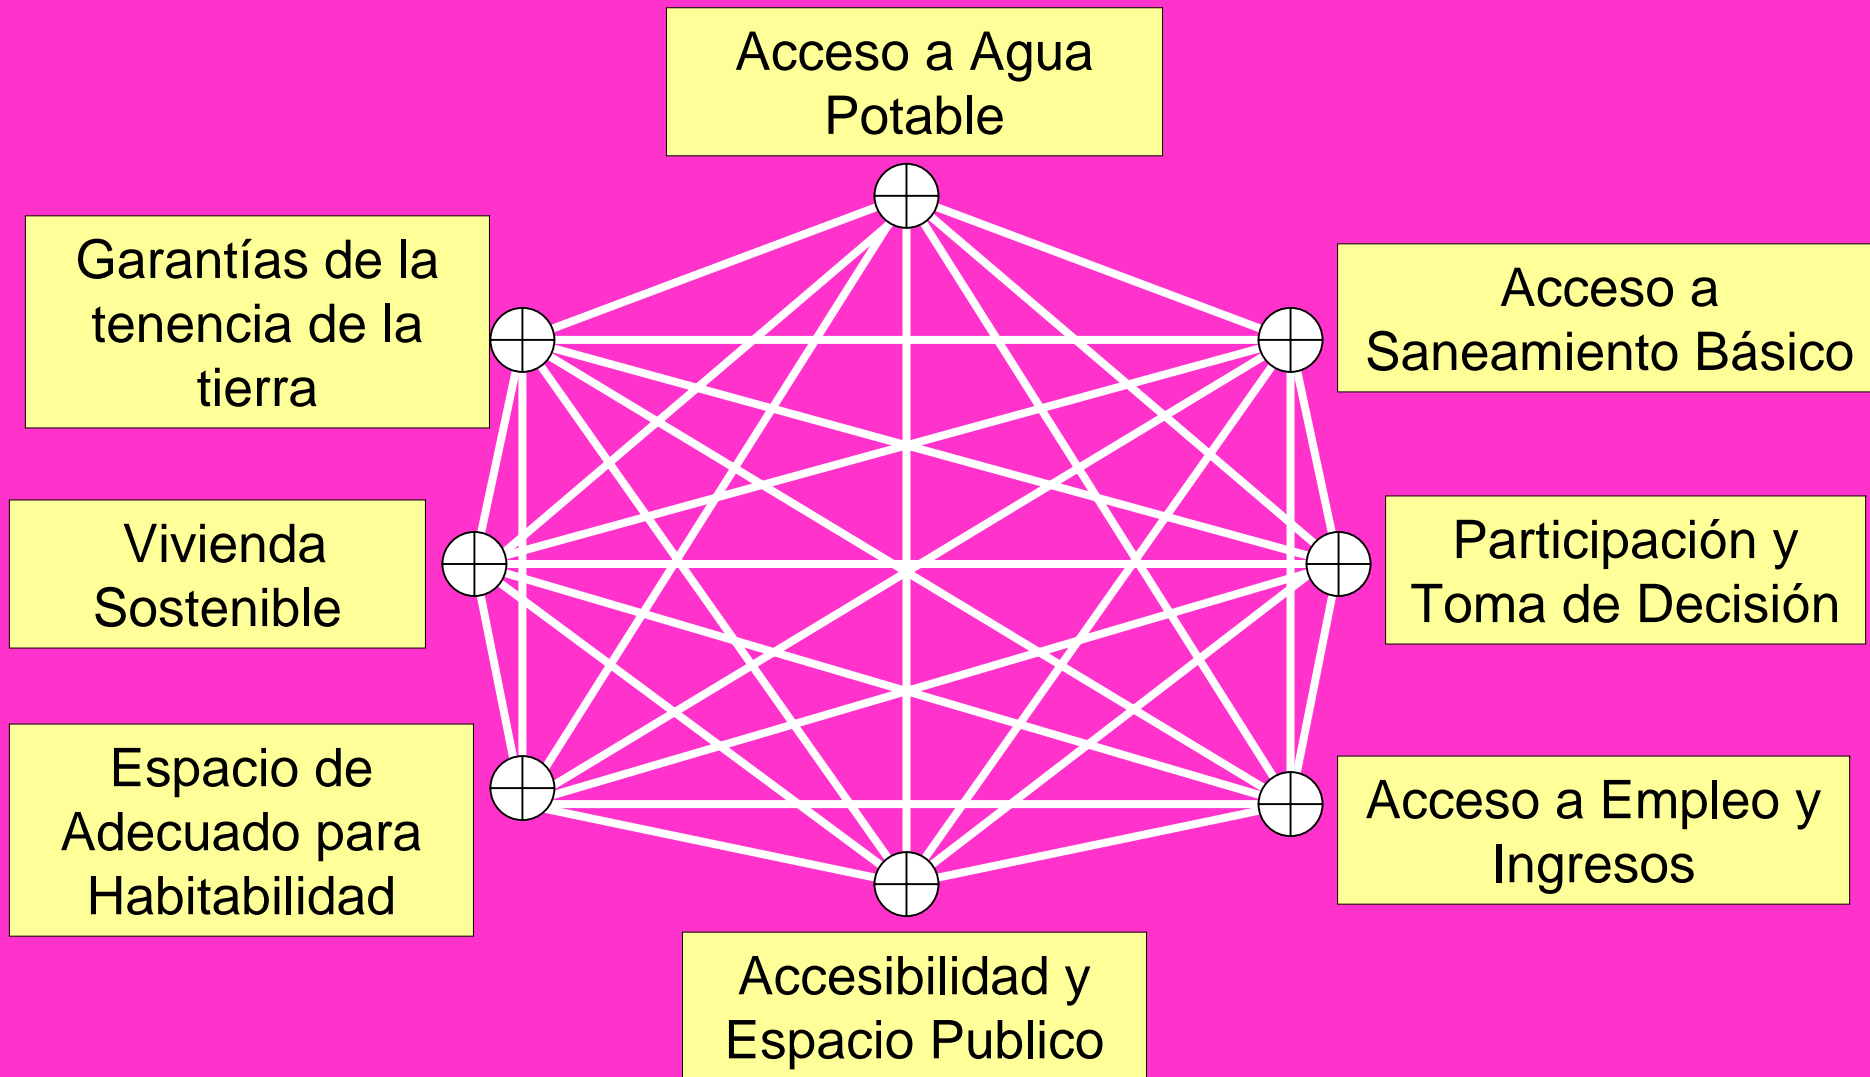 Acceso a Agua
Potable
Garantías de la
tenencia de la
tierra
Acceso a
Saneamiento Básico
Vivienda
Sostenible
Participación y
Toma de Decisión
Espacio de
Adecuado para
Habitabilidad
Acceso a Empleo y
Ingresos
Accesibilidad y
Espacio Publico